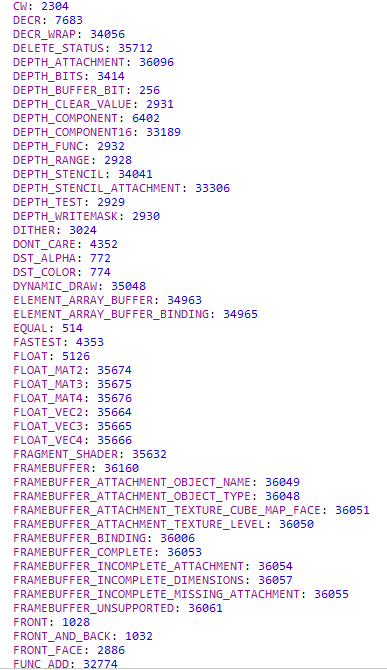 CW: 2304
DECR: 7683
DECR_WRAP: 34056
DELETE_STATUS: 35712
DEPTH_ATTACHMENT: 36096
DEPTH_BITS: 3414
DEPTH_BUFFER_BIT: 256
DEPTH_CLEAR_VALUE: 2931
DEPTH_COMPONENT: 6402
DEPTH_COMPONENT16: 33189
DEPTH_FUNC: 2932
DEPTH_RANGE: 2928
DEPTH_STENCIL: 34041
DEPTH_STENCIL_ATTACHMENT: 33306
DEPTH_TEST: 2929
DEPTH_WRITEMASK: 2930
DITHER: 3024
DONT_CARE: 4352
DST_ALPHA: 772
DST_COLOR: 774
DYNAMIC_DRAW: 35048
ELEMENT_ARRAY_BUFFER: 34963
ELEMENT_ARRAY_BUFFER_BINDING: 34965
EQUAL: 514
FASTEST: 4353
FLOAT: 5126
FLOAT_MAT2: 35674
FLOAT_MAT3: 35675
FLOAT_MAT4: 35676
FLOAT_VEC2: 35664
FLOAT_VEC3: 35665
FLOAT_VEC4: 35666
FRAGMENT_SHADER: 35632
FRAMEBUFFER: 36160
FRAMEBUFFER_ATTACHMENT_OBJECT_NAME: 36049
FRAMEBUFFER_ATTACHMENT_OBJECT_TYPE: 36048
FRAMEBUFFER_ATTACHMENT_TEXTURE_CUBE_MAP_FACE: 36051
FRAMEBUFFER_ATTACHMENT_TEXTURE_LEVEL: 36050
FRAMEBUFFER_BINDING: 36006
FRAMEBUFFER_COMPLETE: 36053
FRAMEBUFFER_INCOMPLETE_ATTACHMENT: 36054
FRAMEBUFFER_INCOMPLETE_DIMENSIONS: 36057
FRAMEBUFFER_INCOMPLETE_MISSING_ATTACHMENT: 36055
FRAMEBUFFER_UNSUPPORTED: 36061
FRONT: 1028
FRONT_AND_BACK: 1032
FRONT_FACE: 2886
FUNC_ADD: 32774